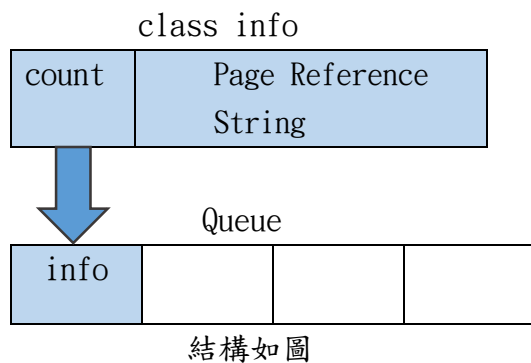 class info
count
Page Reference
String
Queue
info
結構如圖